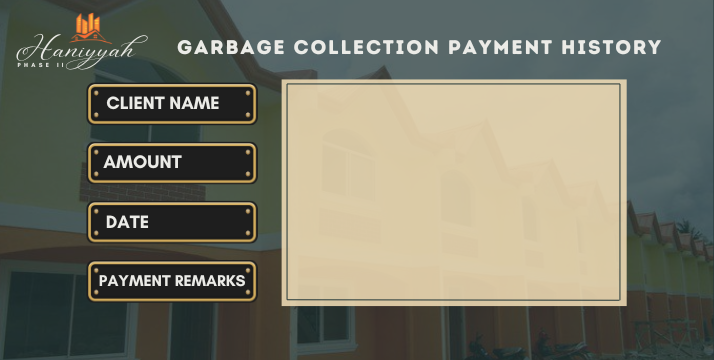 Haniyyah
PHASE II
GARBAGE COLLECTION PAYMENT HISTORY
CLIENT NAME
AMOUNT
DATE
PAYMENT REMARKS